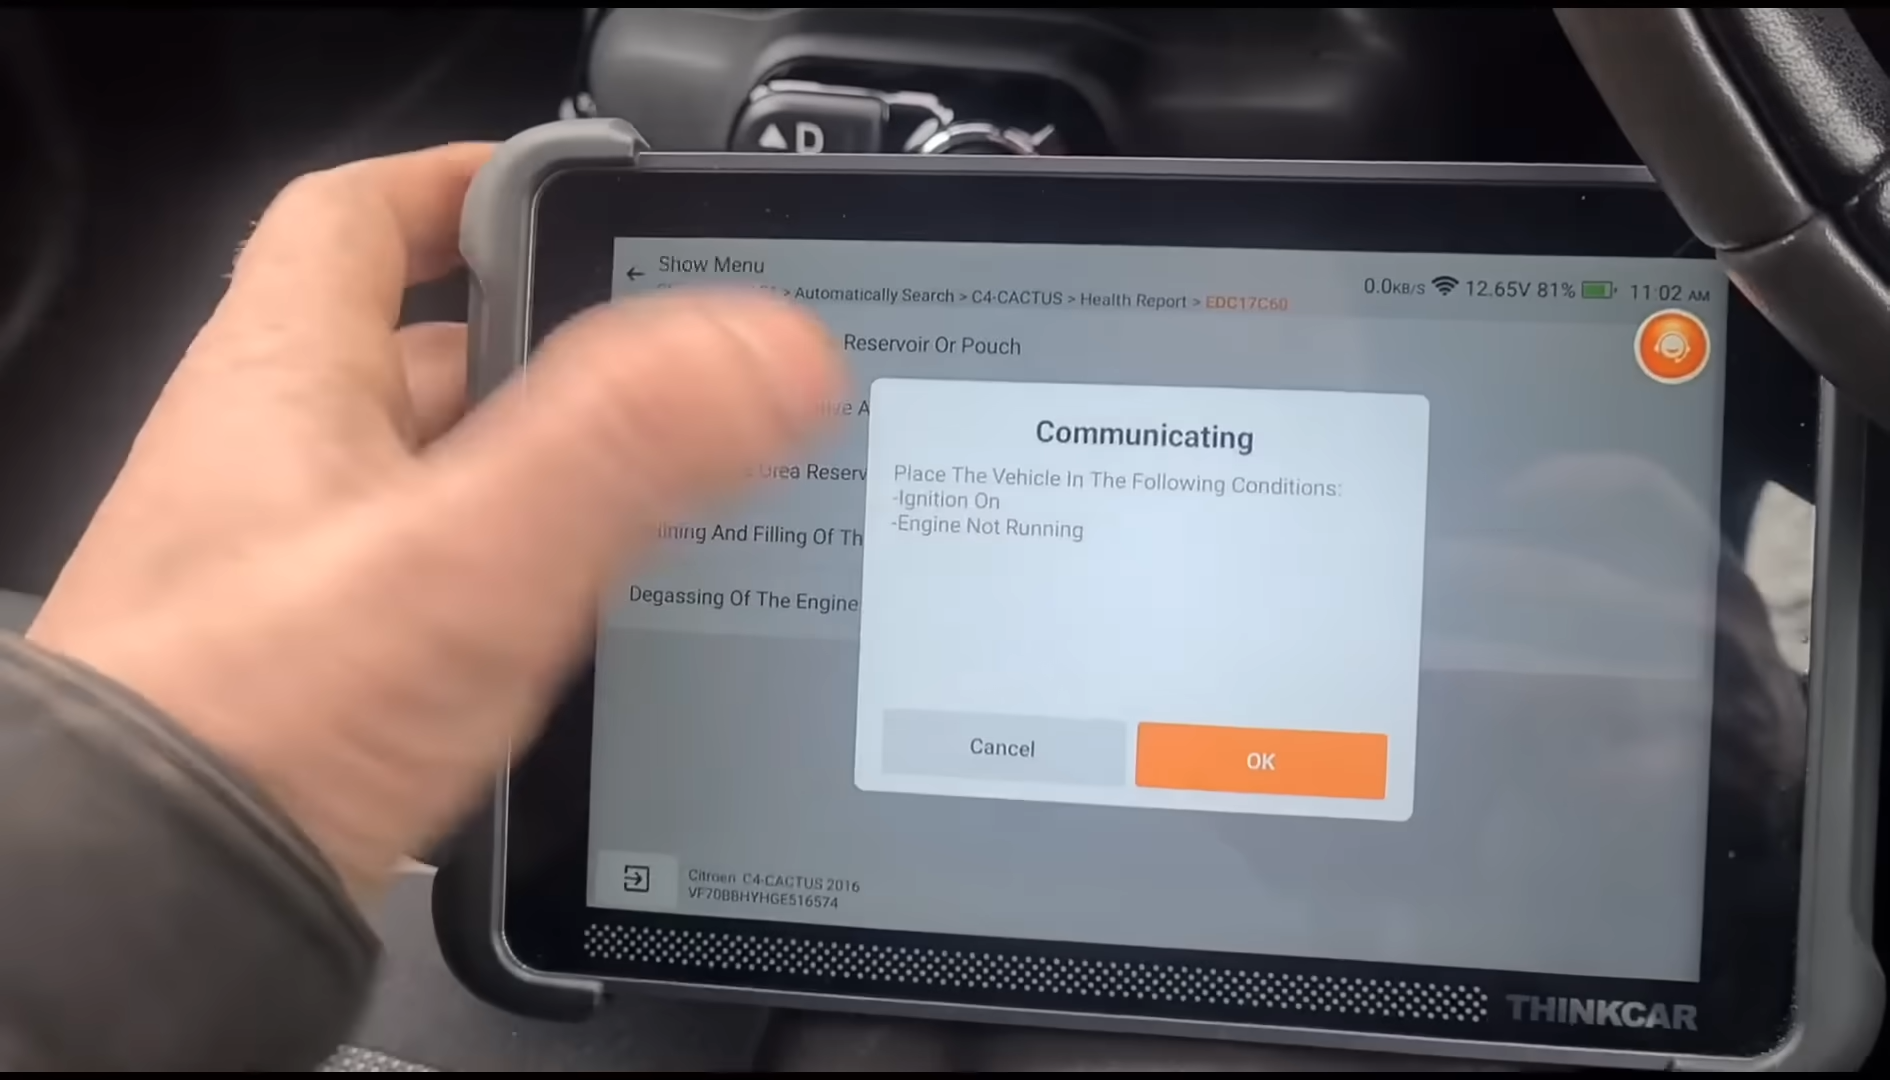 D
Show Menu
> Automatically Search > C4-CACTUS > Health Report > EDC17C60
0.0KB/S 12.65V 81% 11:02 AM
Reservoir Or Pouch
A
Urea Reserv
And Filling Of Th
Degassing Of The Engine
Communicating
Place The Vehicle In The Following Conditions:
-Ignition On
-Engine Not Running
Cancel
OK
Citroen C4-CACTUS 2016
VF70BBHYHGE516574
THINKCAR